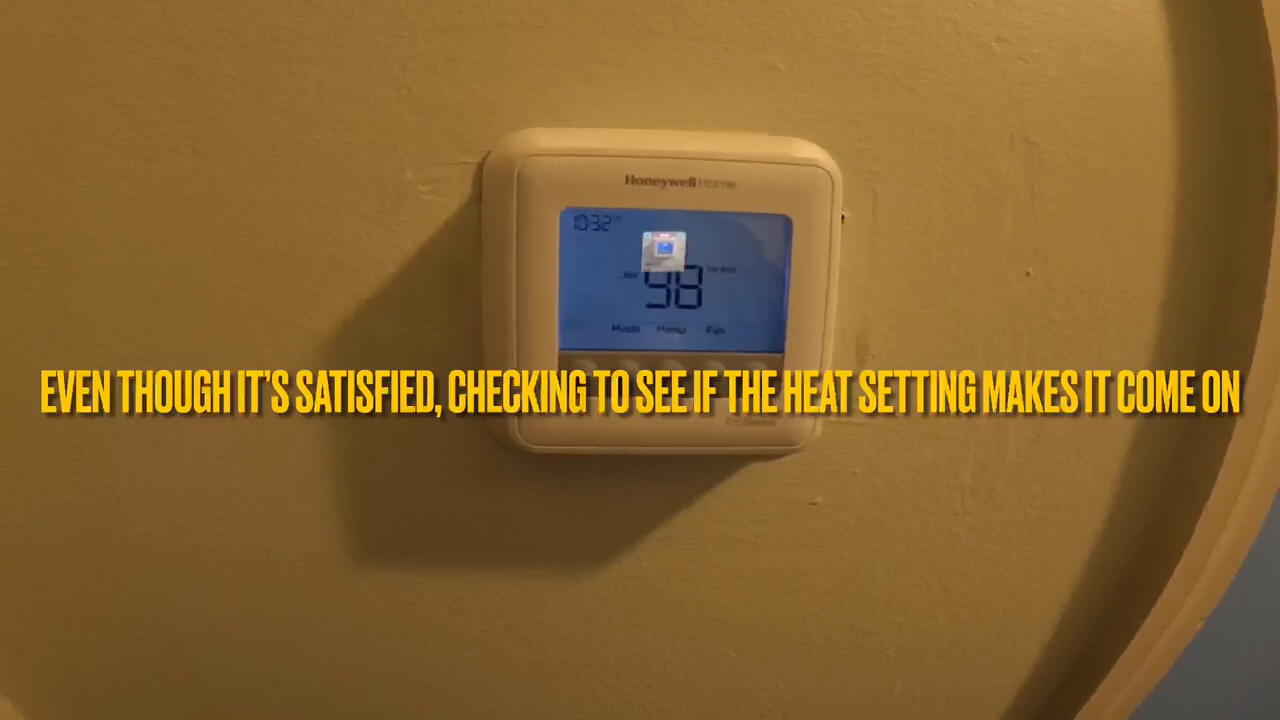 Honeywell Home
10:32
98
Mode Menu Fan
EVEN THOUGH IT'S SATISFIED, CHECKING TO SEE IF THE HEAT SETTING MAKES IT COME ON